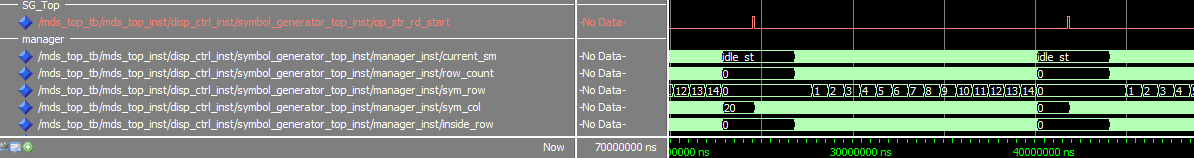 SG_Top
/mds_top_tb/mds_top_inst/disp_ctrl_inst/symbol_generator_top_inst/op_str_rd_start -No Data-
manager
/mds_top_tb/mds_top_inst/disp_ctrl_inst/symbol_generator_top_inst/manager_inst/current_sm -No Data- idle_st idle_st
/mds_top_tb/mds_top_inst/disp_ctrl_inst/symbol_generator_top_inst/manager_inst/row_count -No Data- 0 0
/mds_top_tb/mds_top_inst/disp_ctrl_inst/symbol_generator_top_inst/manager_inst/sym_row -No Data- 12 13 14 0 1 2 3 4 5 6 7 8 9 10 11 12 13 14 0 1 2 3 4 5
/mds_top_tb/mds_top_inst/disp_ctrl_inst/symbol_generator_top_inst/manager_inst/sym_col -No Data- 20 0
/mds_top_tb/mds_top_inst/disp_ctrl_inst/symbol_generator_top_inst/manager_inst/inside_row -No Data- 0 0
Now 70000000 ns 30000000 ns 40000000 ns